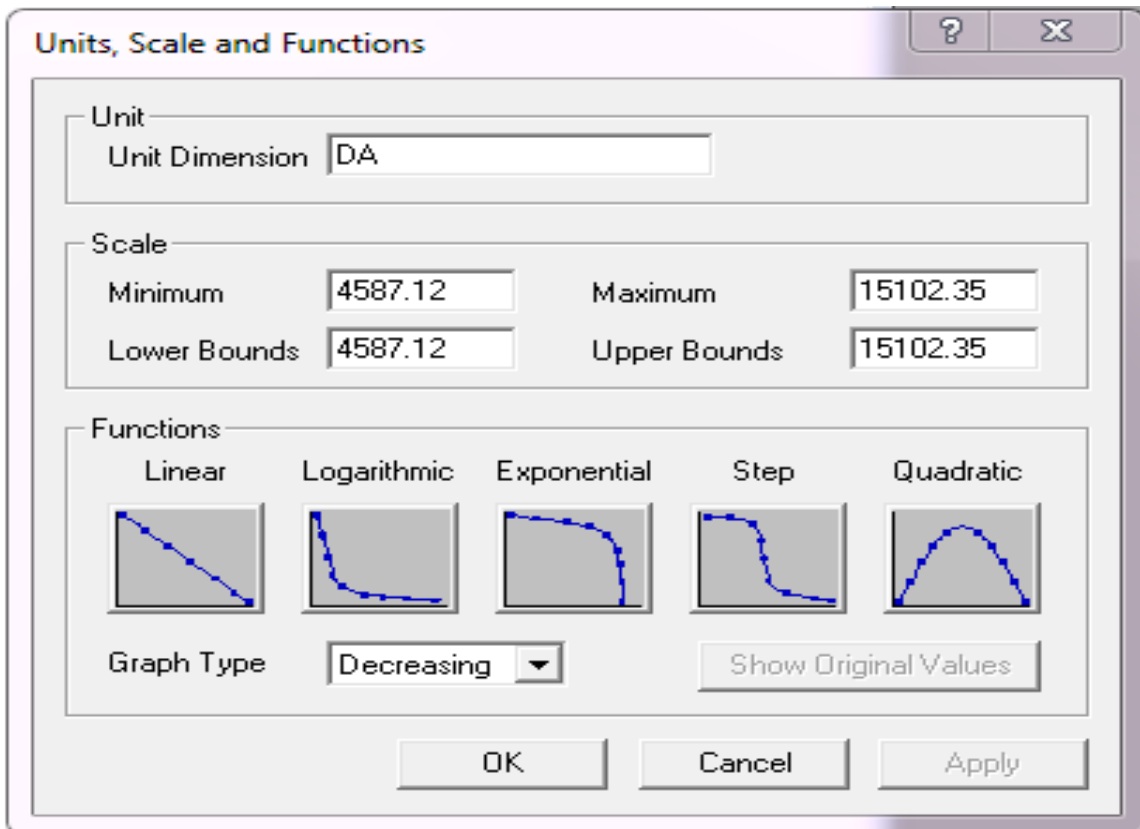 Units, Scale and Functions
Unit
Unit Dimension DA
Scale
Minimum 4587.12 Maximum 15102.35
Lower Bounds 4587.12 Upper Bounds 15102.35
Functions
Linear Logarithmic Exponential Step Quadratic
Graph Type Decreasing Show Original Values
OK Cancel Apply